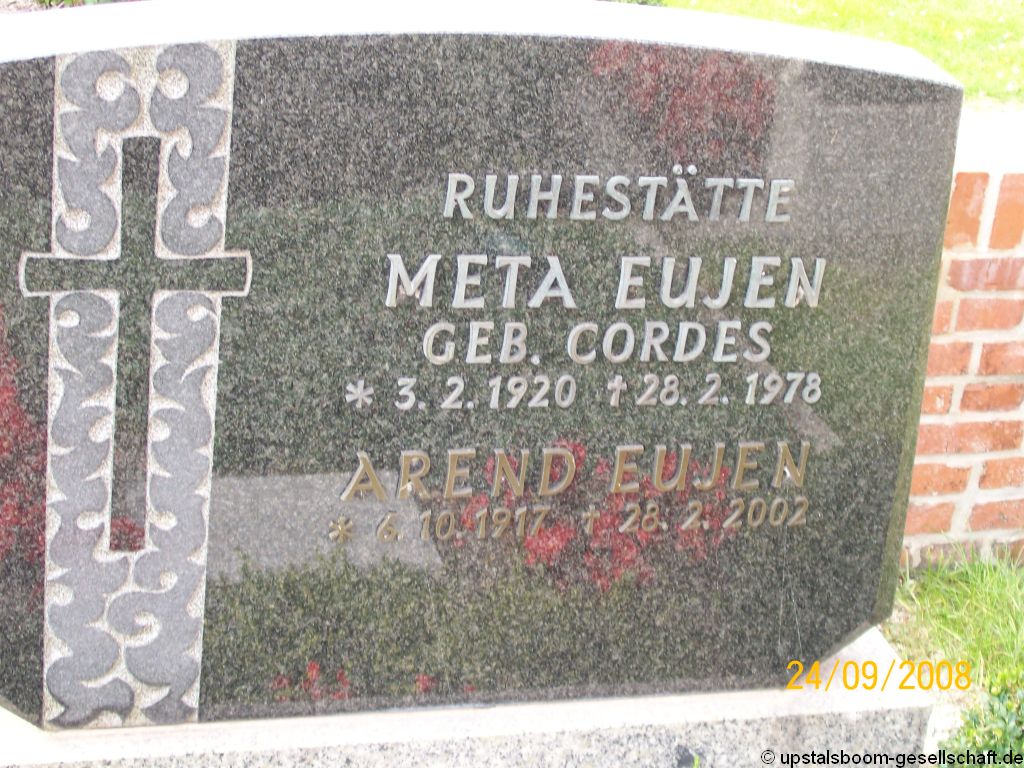 RUHESTÄTTE
META EUJEN
GEB. CORDES
* 3. 2. 1920 † 28. 2. 1978
AREND EUJEN
* 6. 10. 1917 † 28. 2. 2002
24/09/2008
© upstalsboom-gesellschaft.de